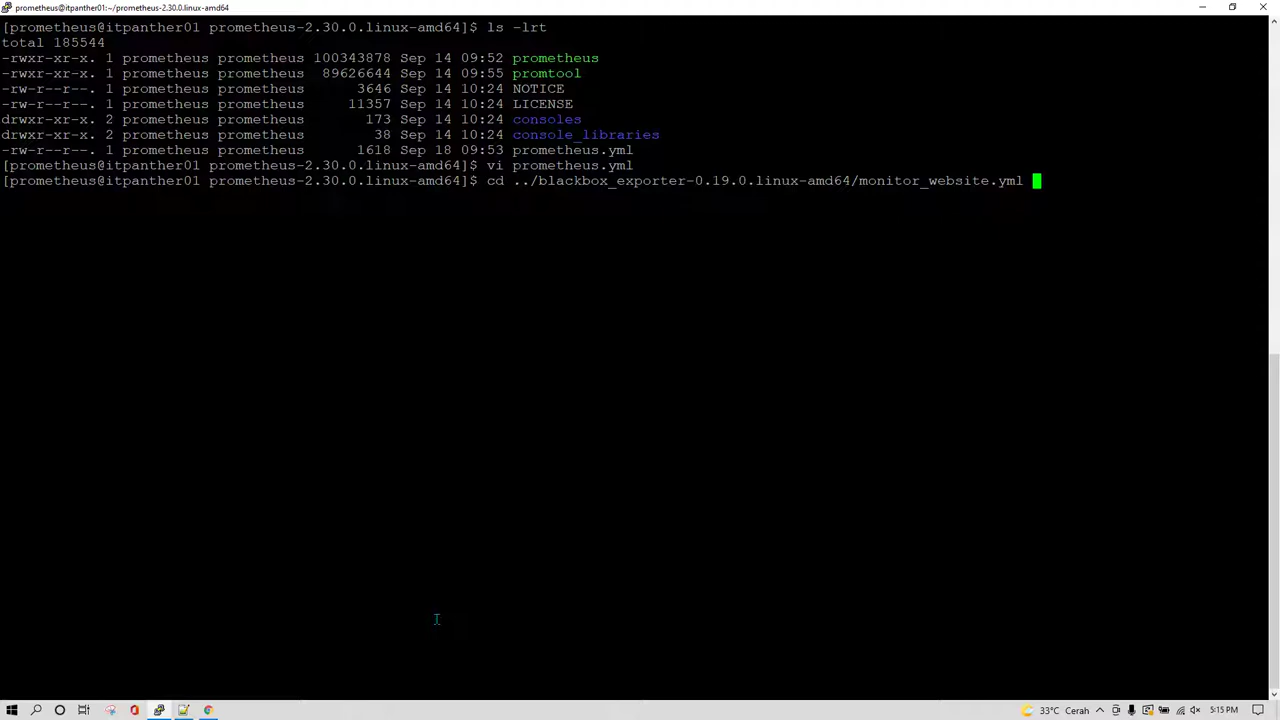 prometheus@itpanther01:~/prometheus-2.30.0.linux-amd64
[prometheus@itpanther01 prometheus-2.30.0.linux-amd64]$ ls -lrt
total 185544
-rwxr-xr-x. 1 prometheus prometheus 100343878 Sep 14 09:52 prometheus
-rwxr-xr-x. 1 prometheus prometheus  89626644 Sep 14 09:55 promtool
-rw-r--r--. 1 prometheus prometheus      3646 Sep 14 10:24 NOTICE
-rw-r--r--. 1 prometheus prometheus     11357 Sep 14 10:24 LICENSE
drwxr-xr-x. 2 prometheus prometheus       173 Sep 14 10:24 consoles
drwxr-xr-x. 2 prometheus prometheus        38 Sep 14 10:24 console_libraries
-rw-r--r--. 1 prometheus prometheus      1618 Sep 18 09:53 prometheus.yml
[prometheus@itpanther01 prometheus-2.30.0.linux-amd64]$ vi prometheus.yml
[prometheus@itpanther01 prometheus-2.30.0.linux-amd64]$ cd ../blackbox_exporter-0.19.0.linux-amd64/monitor_website.yml
33°C Cerah 5:15 PM